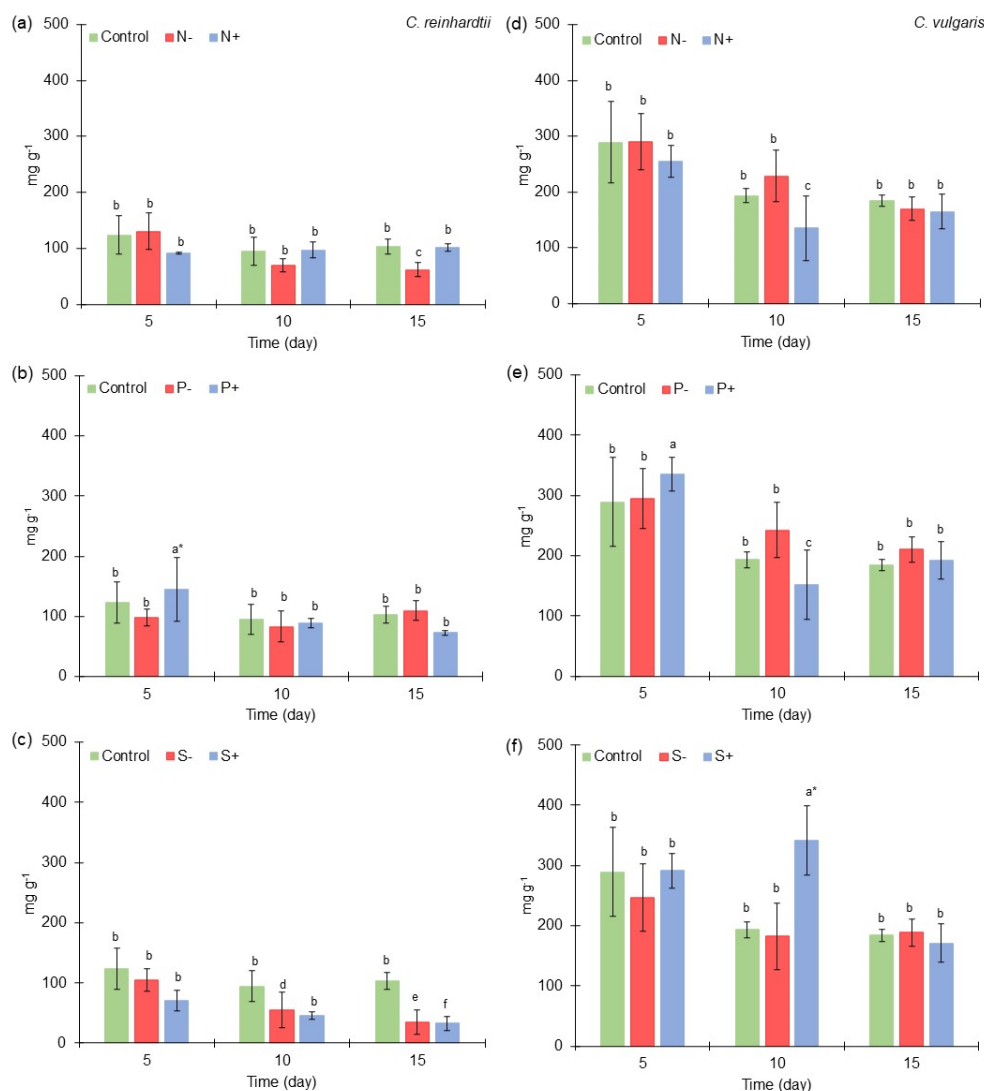 (a) C. reinhardtii
500
Control N- N+
400
300
mg g-1
200
100
0
b b b b b b b c b
5 10 15
Time (day)
(d) C. vulgaris
500
Control N- N+
400
300
mg g-1
200
100
0
b b b b b c b b b
5 10 15
Time (day)
(b)
500
Control P- P+
400
300
mg g-1
200
100
0
b b a* b b b b b b
5 10 15
Time (day)
(e)
500
Control P- P+
400
300
mg g-1
200
100
0
b b a b b c b b b
5 10 15
Time (day)
(c)
500
Control S- S+
400
300
mg g-1
200
100
0
b b b b d b b e f
5 10 15
Time (day)
(f)
500
Control S- S+
400
300
mg g-1
200
100
0
b b b b b a* b b b
5 10 15
Time (day)